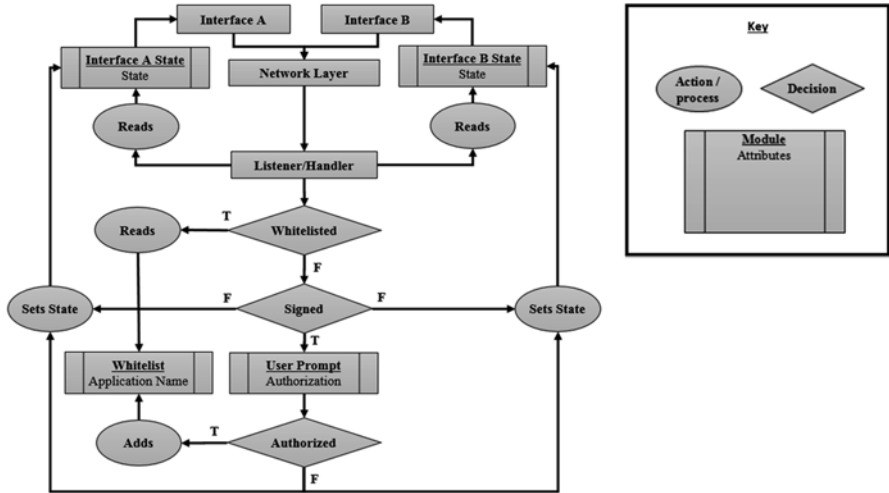 Interface A
Interface B
Interface A State
State
Network Layer
Interface B State
State
Reads
Reads
Listener/Handler
Reads
T
Whitelisted
F
Sets State
F
Signed
F
Sets State
T
Whitelist
Application Name
User Prompt
Authorization
Adds
T
Authorized
F
Key
Action /
process
Decision
Module
Attributes